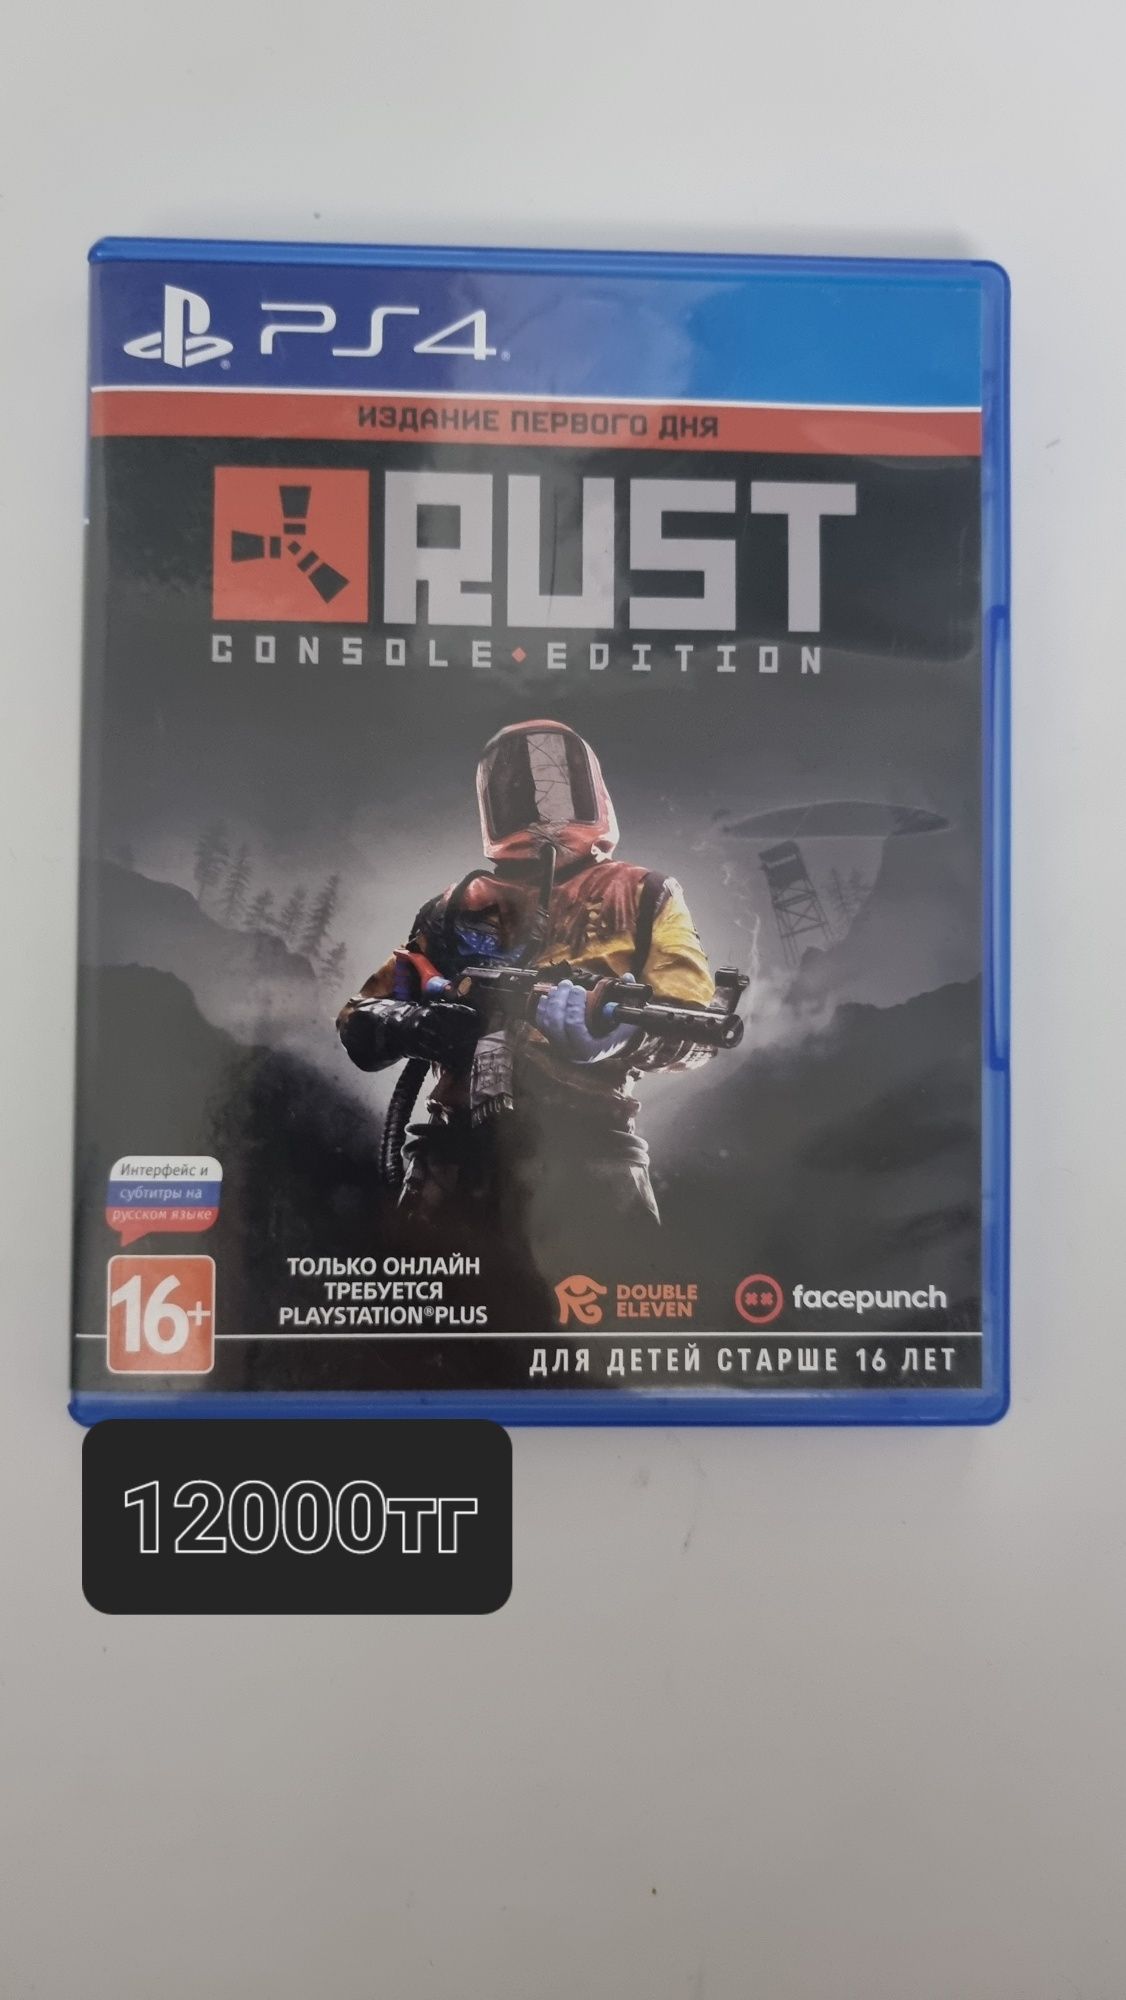 PS4
ИЗДАНИЕ ПЕРВОГО ДНЯ
RUST
CONSOLE EDITION
Интерфейс и
субтитры на
русском языке
16+
ТОЛЬКО ОНЛАЙН
ТРЕБУЕТСЯ
PLAYSTATION®PLUS
DOUBLE
ELEVEN
facepunch
ДЛЯ ДЕТЕЙ СТАРШЕ 16 ЛЕТ
12000тг